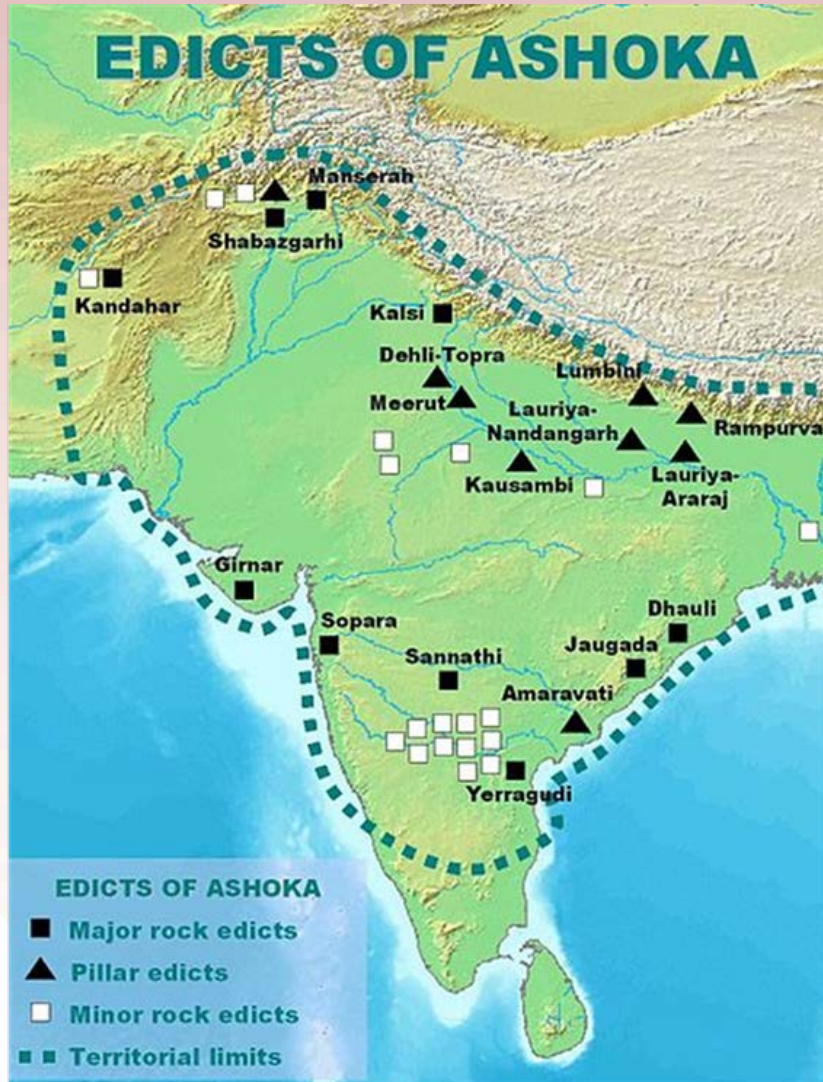 EDICTS OF ASHOKA
Manserah
Shabazgarhi
Kandahar
Kalsi
Dehli-Topra
Lumbini
Meerut
Lauriya-
Nandangarh
Rampurva
Kausambi
Lauriya-
Araraj
Girnar
Sopara
Dhauli
Sannathi
Jaugada
Amaravati
Yerragudi
EDICTS OF ASHOKA
Major rock edicts
Pillar edicts
Minor rock edicts
Territorial limits